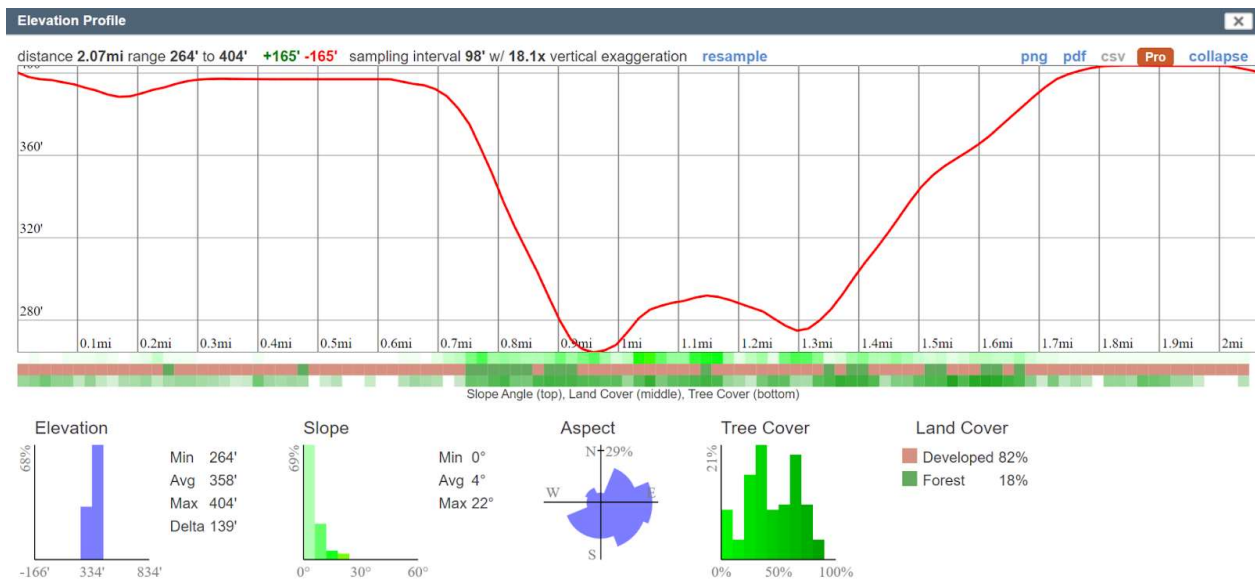 Elevation Profile
distance 2.07mi range 264' to 404' +165' -165' sampling interval 98' w/ 18.1x vertical exaggeration resample png pdf csv Pro collapse
360'
320'
280'
0.1mi 0.2mi 0.3mi 0.4mi 0.5mi 0.6mi 0.7mi 0.8mi 0.9mi 1mi 1.1mi 1.2mi 1.3mi 1.4mi 1.5mi 1.6mi 1.7mi 1.8mi 1.9mi 2mi
Slope Angle (top), Land Cover (middle), Tree Cover (bottom)
Elevation
68%
-166' 334' 834'
Min 264'
Avg 358'
Max 404'
Delta 139'
Slope
69%
0° 30° 60°
Min 0°
Avg 4°
Max 22°
Aspect
N 29%
W E
S
Tree Cover
21%
0% 50% 100%
Land Cover
Developed 82%
Forest 18%